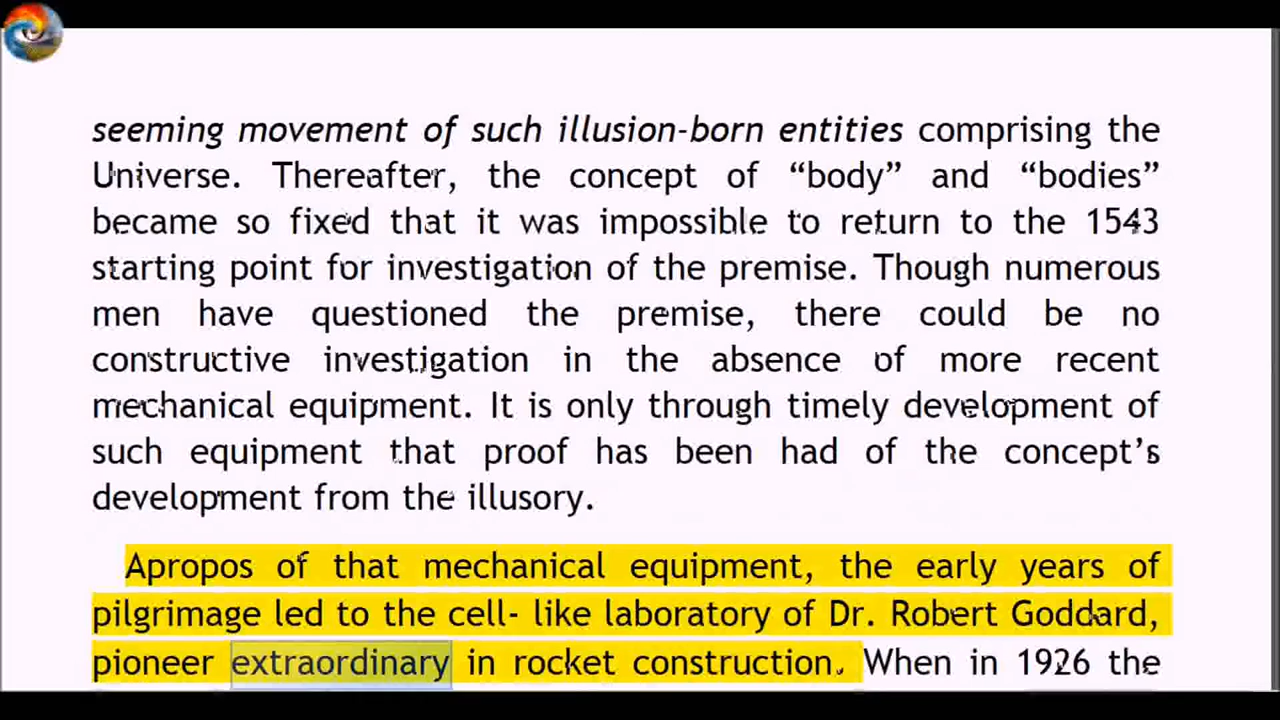 seeming movement of such illusion-born entities comprising the
Universe. Thereafter, the concept of “body” and “bodies”
became so fixed that it was impossible to return to the 1543
starting point for investigation of the premise. Though numerous
men have questioned the premise, there could be no
constructive investigation in the absence of more recent
mechanical equipment. It is only through timely development of
such equipment that proof has been had of the concept’s
development from the illusory.
Apropos of that mechanical equipment, the early years of
pilgrimage led to the cell- like laboratory of Dr. Robert Goddard,
pioneer extraordinary in rocket construction. When in 1926 the